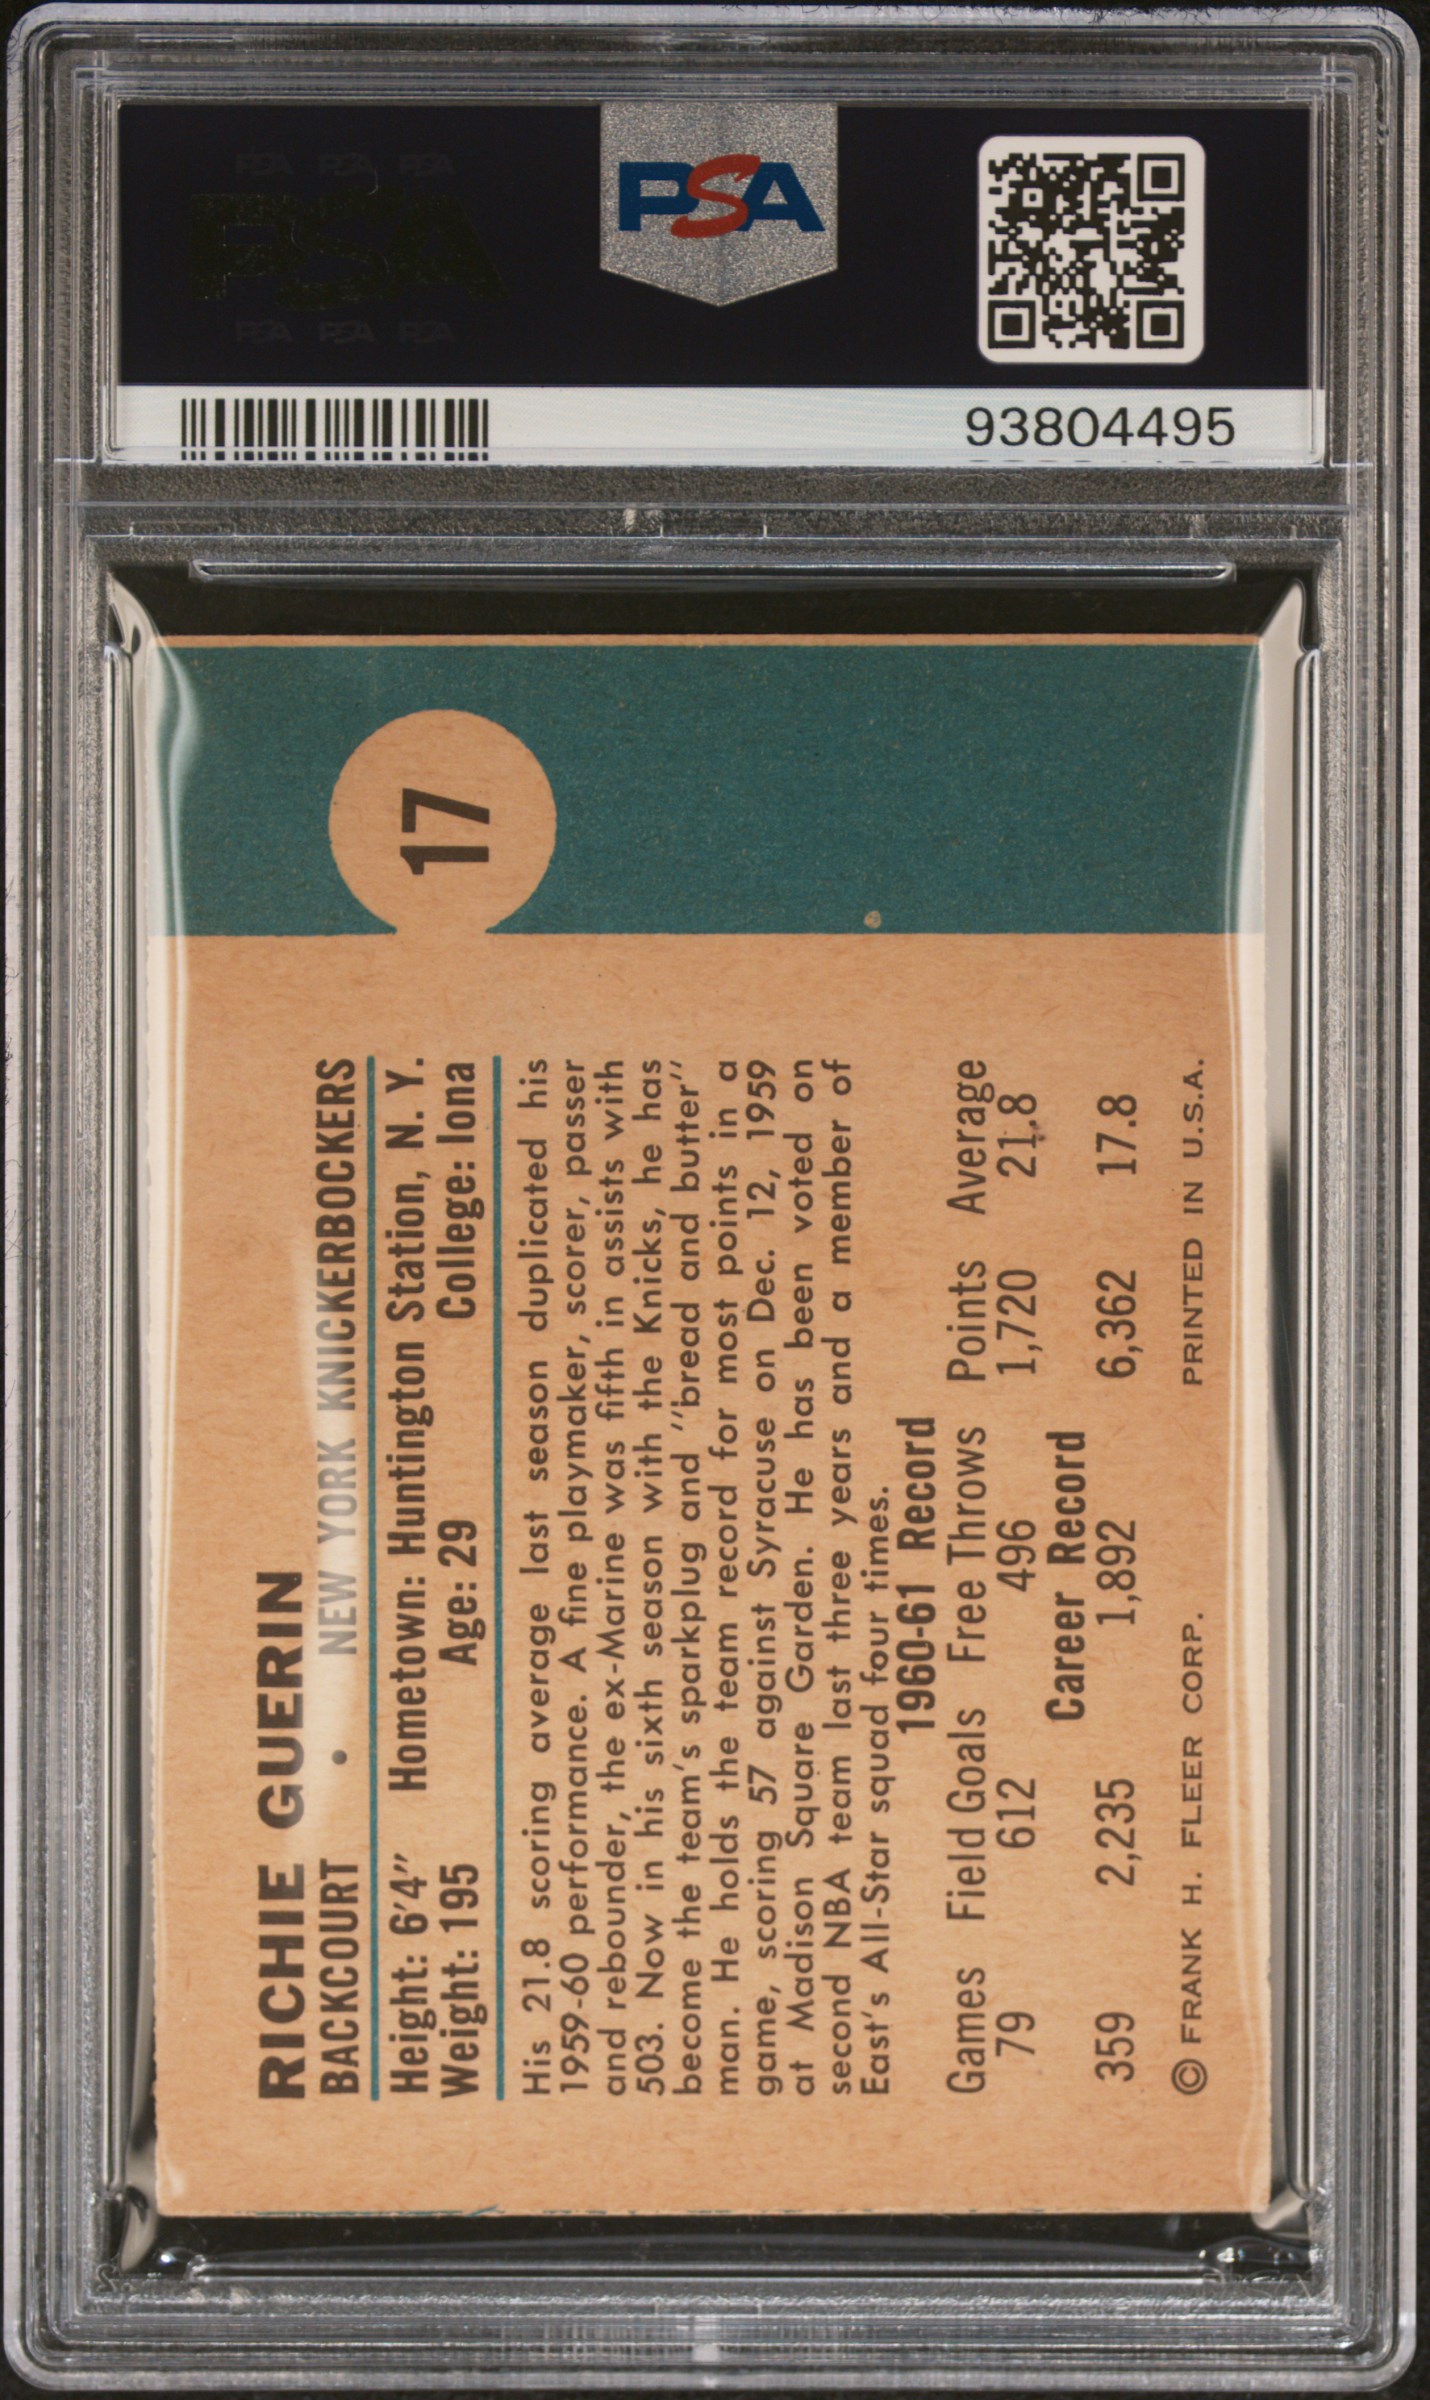 PSA PSA PSA
PSA
PSA PSA PSA
PSA
93804495
17
RICHIE GUERIN
BACKCOURT • NEW YORK KNICKERBOCKERS
Height: 6'4" Hometown: Huntington Station, N. Y.
Weight: 195 Age: 29 College: Iona
His 21.8 scoring average last season duplicated his
1959-60 performance. A fine playmaker, scorer, passer
and rebounder, the ex-Marine was fifth in assists with
503. Now in his sixth season with the Knicks, he has
become the team's sparkplug and "bread and butter"
man. He holds the team record for most points in a
game, scoring 57 against Syracuse on Dec. 12, 1959
at Madison Square Garden. He has been voted on
second NBA team last three years and a member of
East's All-Star squad four times.
1960-61 Record
Games Field Goals Free Throws Points Average
79 612 496 1,720 21.8
Career Record
359 2,235 1,892 6,362 17.8
© FRANK H. FLEER CORP. PRINTED IN U.S.A.